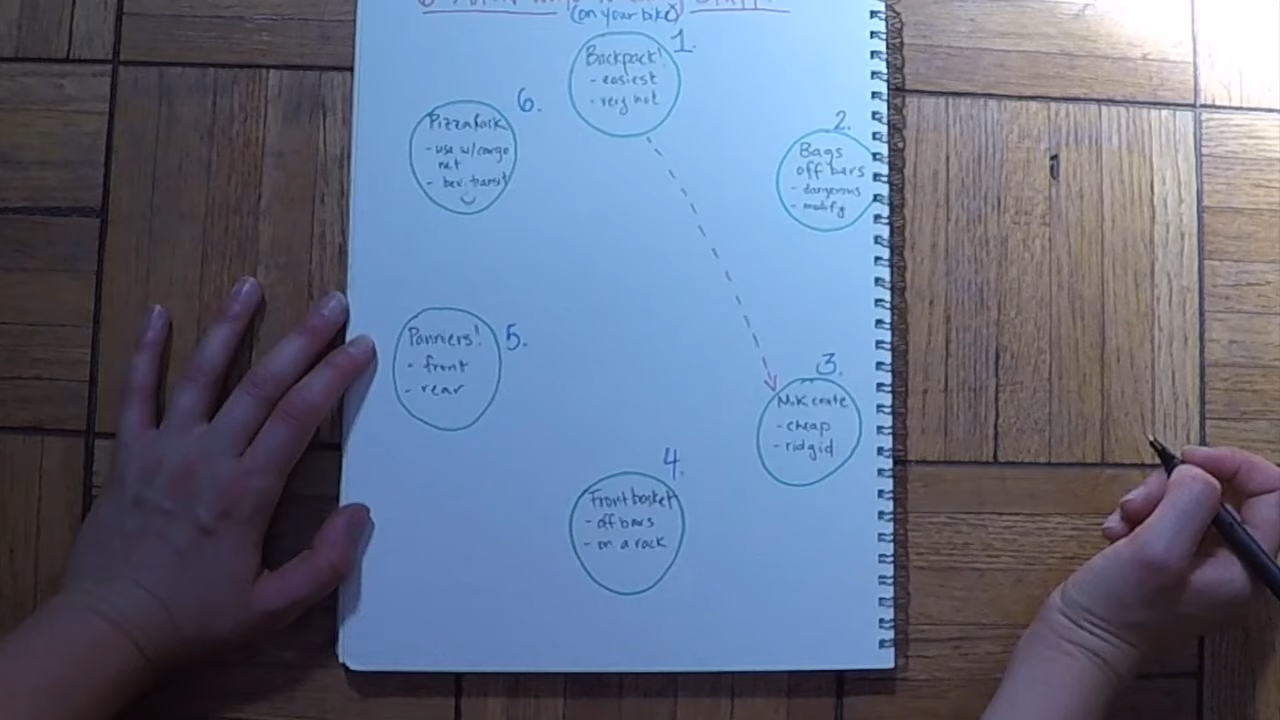 (on your bike)
1.
Backpack!
- easiest
- very hot
2.
Bags
off bars
- dangerous
- modify
3.
Milk crate
- cheap
- ridgid
4.
Front basket
- off bars
- on a rack
5.
Panniers!
- front
- rear
6.
Pizza Rack
- use w/cargo
net
- bev. transit